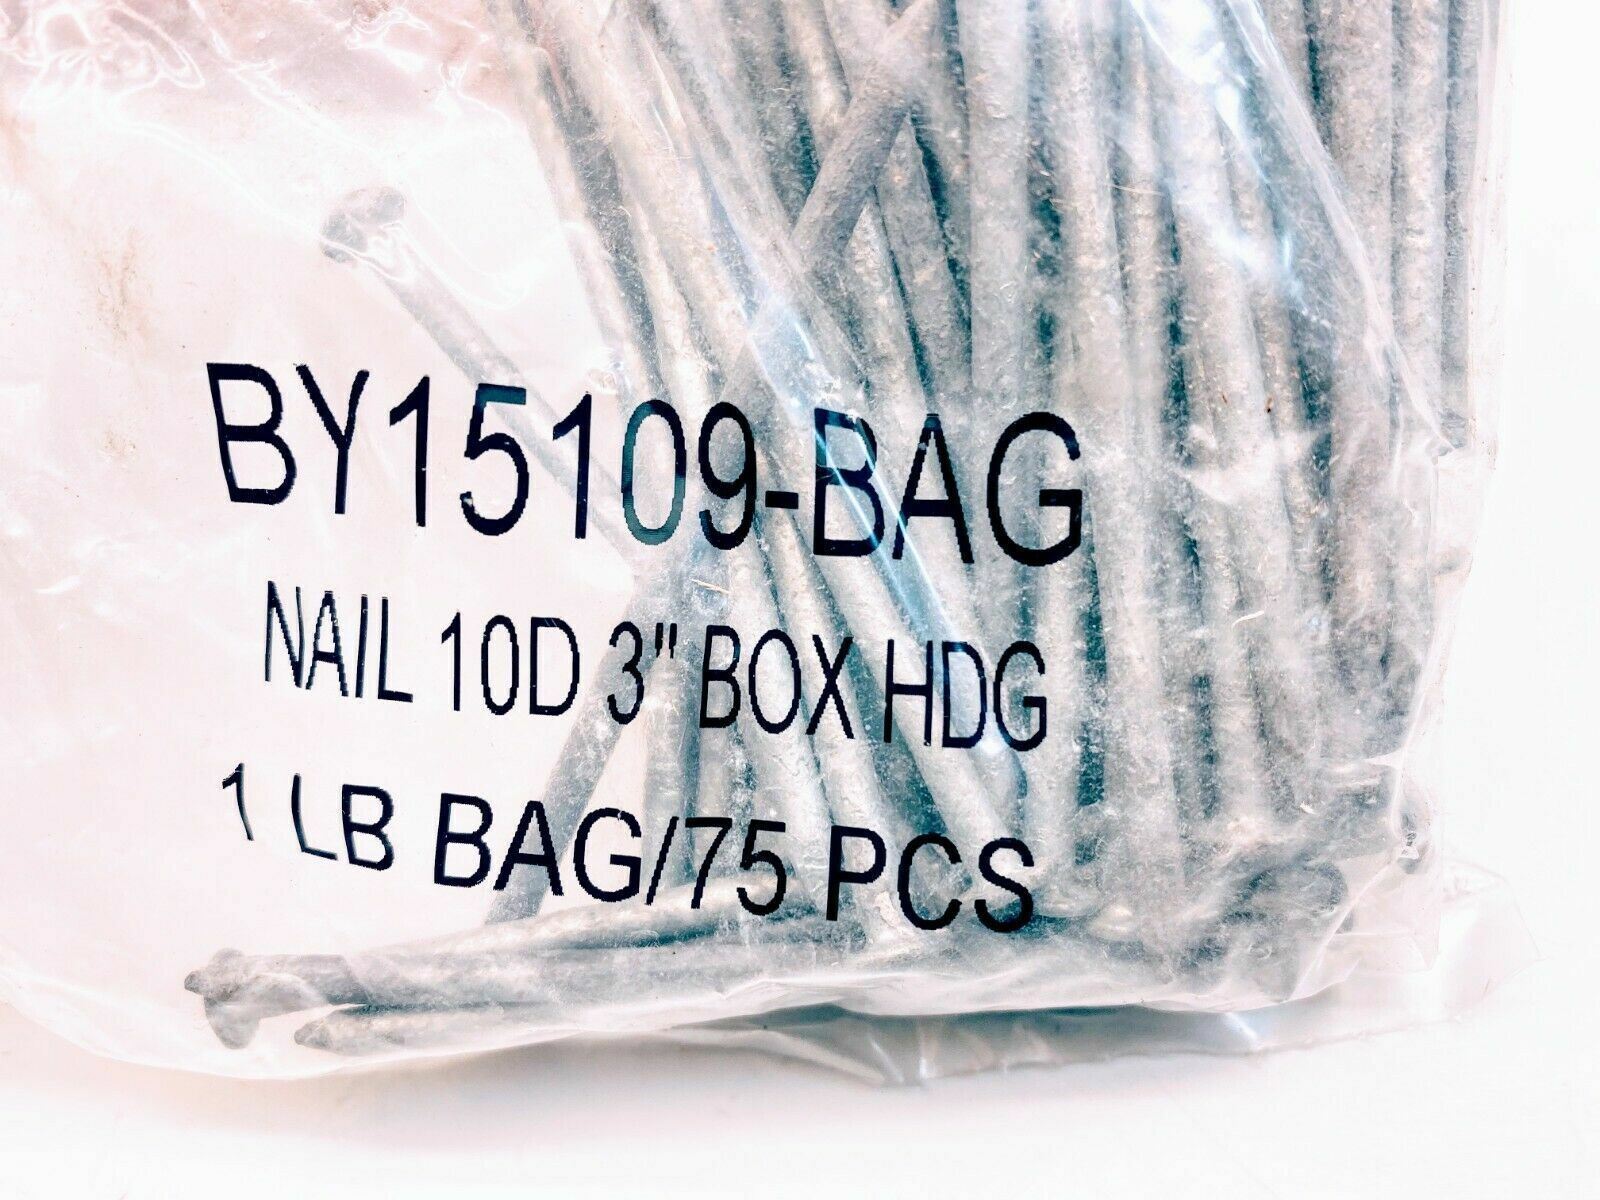 BY15109-BAG
NAIL 10D 3" BOX HDG
1 LB BAG/75 PCS